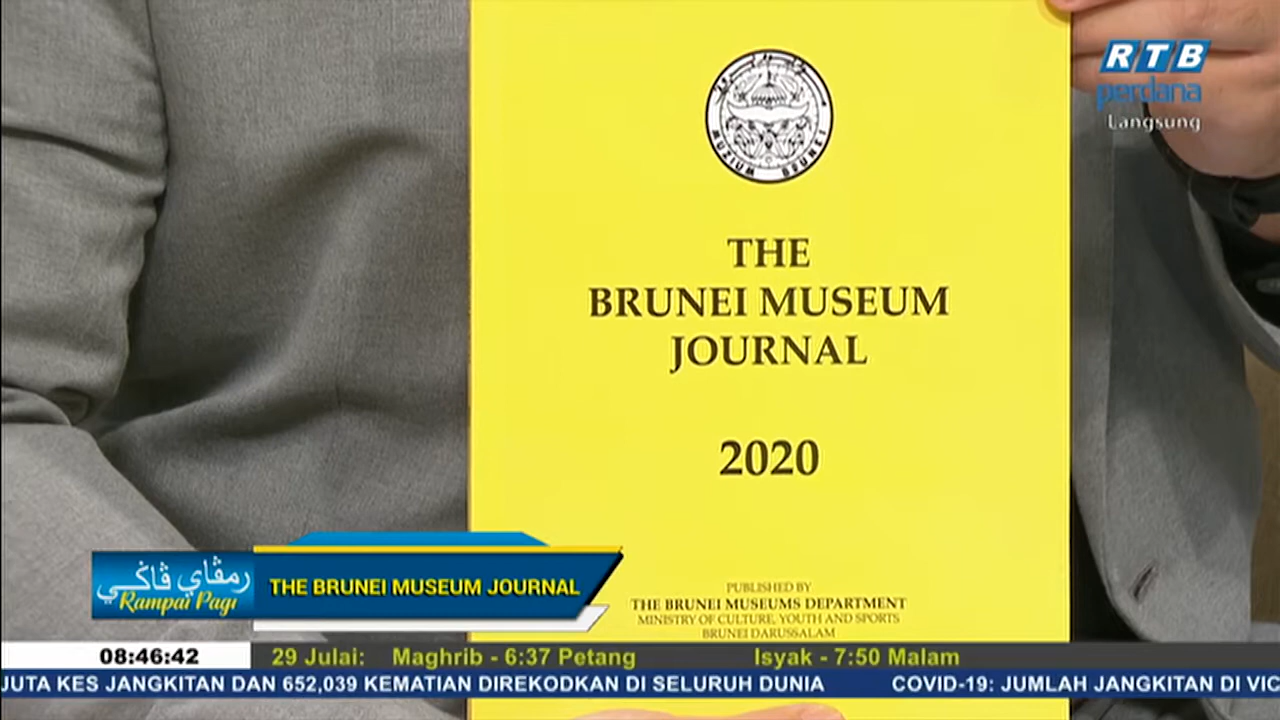 RTB
perdana
Langsung
MUZIUM BRUNEI
THE
BRUNEI MUSEUM
JOURNAL
2020
PUBLISHED BY
THE BRUNEI MUSEUMS DEPARTMENT
MINISTRY OF CULTURE, YOUTH AND SPORTS
BRUNEI DARUSSALAM
رمڤاي ڤاݢي
Rampai Pagi
THE BRUNEI MUSEUM JOURNAL
08:46:42
29 Julai: Maghrib - 6:37 Petang Isyak - 7:50 Malam
JUTA KES JANGKITAN DAN 652,039 KEMATIAN DIREKODKAN DI SELURUH DUNIA COVID-19: JUMLAH JANGKITAN DI VIC